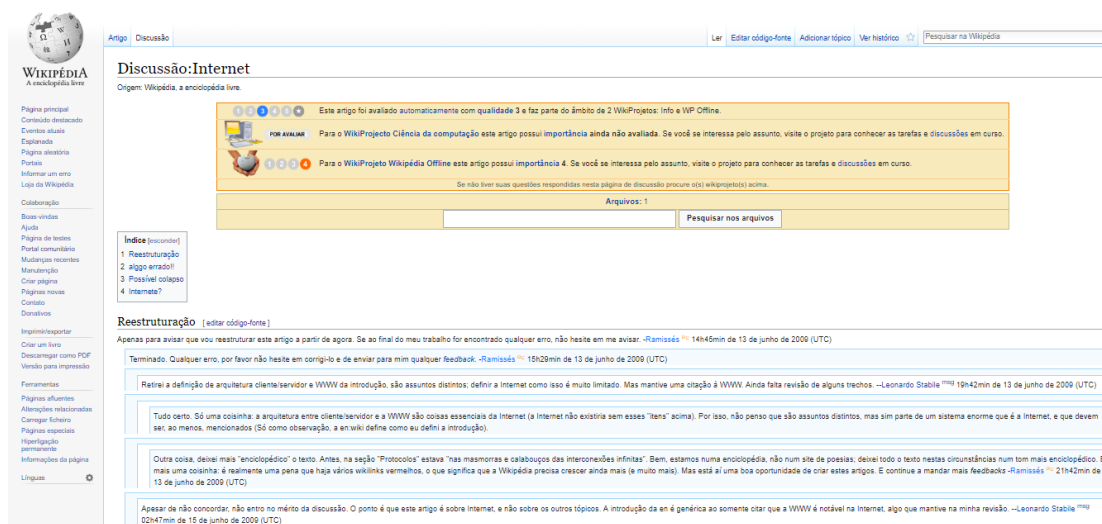 WIKIPÉDIA
A enciclopédia livre
Página principal
Conteúdo destacado
Eventos atuais
Esplanada
Página aleatória
Portais
Informar um erro
Loja da Wikipédia
Colaboração
Boas-vindas
Ajuda
Página de testes
Portal comunitário
Mudanças recentes
Manutenção
Criar página
Páginas novas
Contato
Donativos
Imprimir/exportar
Criar um livro
Descarregar como PDF
Versão para impressão
Ferramentas
Páginas afluentes
Alterações relacionadas
Carregar ficheiro
Páginas especiais
Hiperligação
permanente
Informações da página
Línguas
Artigo Discussão
Ler Editar código-fonte Adicionar tópico Ver histórico Pesquisar na Wikipédia
Discussão:Internet
Origem: Wikipédia, a enciclopédia livre.
1 2 3 4 5 ★ Este artigo foi avaliado automaticamente com qualidade 3 e faz parte do âmbito de 2 WikiProjetos: Info e WP Offline.
POR AVALIAR Para o WikiProjecto Ciência da computação este artigo possui importância ainda não avaliada. Se você se interessa pelo assunto, visite o projeto para conhecer as tarefas e discussões em curso.
1 2 3 4 Para o WikiProjeto Wikipédia Offline este artigo possui importância 4. Se você se interessa pelo assunto, visite o projeto para conhecer as tarefas e discussões em curso.
Se não tiver suas questões respondidas nesta página de discussão procure o(s) wikiprojeto(s) acima.
Arquivos: 1
Pesquisar nos arquivos
Índice [esconder]
1 Reestruturação
2 algo errado!!
3 Possível colapso
4 Internete?
Reestruturação [editar código-fonte]
Apenas para avisar que vou reestruturar este artigo a partir de agora. Se ao final do meu trabalho for encontrado qualquer erro, não hesite em me avisar. -Ramissés 14h45min de 13 de junho de 2009 (UTC)
Terminado. Qualquer erro, por favor não hesite em corrigi-lo e de enviar para mim qualquer feedback. -Ramissés 15h29min de 13 de junho de 2009 (UTC)
Retirei a definição de arquitetura cliente/servidor e WWW da introdução, são assuntos distintos; definir a Internet como isso é muito limitado. Mas mantive uma citação à WWW. Ainda falta revisão de alguns trechos. --Leonardo Stabile msg 19h42min de 13 de junho de 2009 (UTC)
Tudo certo. Só uma coisinha: a arquitetura entre cliente/servidor e a WWW são coisas essenciais da Internet (a Internet não existiria sem esses "itens" acima). Por isso, não penso que são assuntos distintos, mas sim parte de um sistema enorme que é a Internet, e que devem
ser, ao menos, mencionados (Só como observação, a en:wiki define como eu defini a introdução).
Outra coisa, deixei mais "enciclopédico" o texto. Antes, na seção "Protocolos" estava "nas masmorras e calabouços das interconexões infinitas". Bem, estamos numa enciclopédia, não num site de poesias; deixei todo o texto nestas circunstâncias num tom mais enciclopédico. E
mais uma coisinha: é realmente uma pena que haja vários wikilinks vermelhos, o que significa que a Wikipédia precisa crescer ainda mais (e muito mais). Mas está aí uma boa oportunidade de criar estes artigos. E continue a mandar mais feedbacks -Ramissés 21h42min de
13 de junho de 2009 (UTC)
Apesar de não concordar, não entro no mérito da discussão. O ponto é que este artigo é sobre Internet, e não sobre os outros tópicos. A introdução da en é genérica ao somente citar que a WWW é notável na Internet, algo que mantive na minha revisão. --Leonardo Stabile msg
02h47min de 15 de junho de 2009 (UTC)